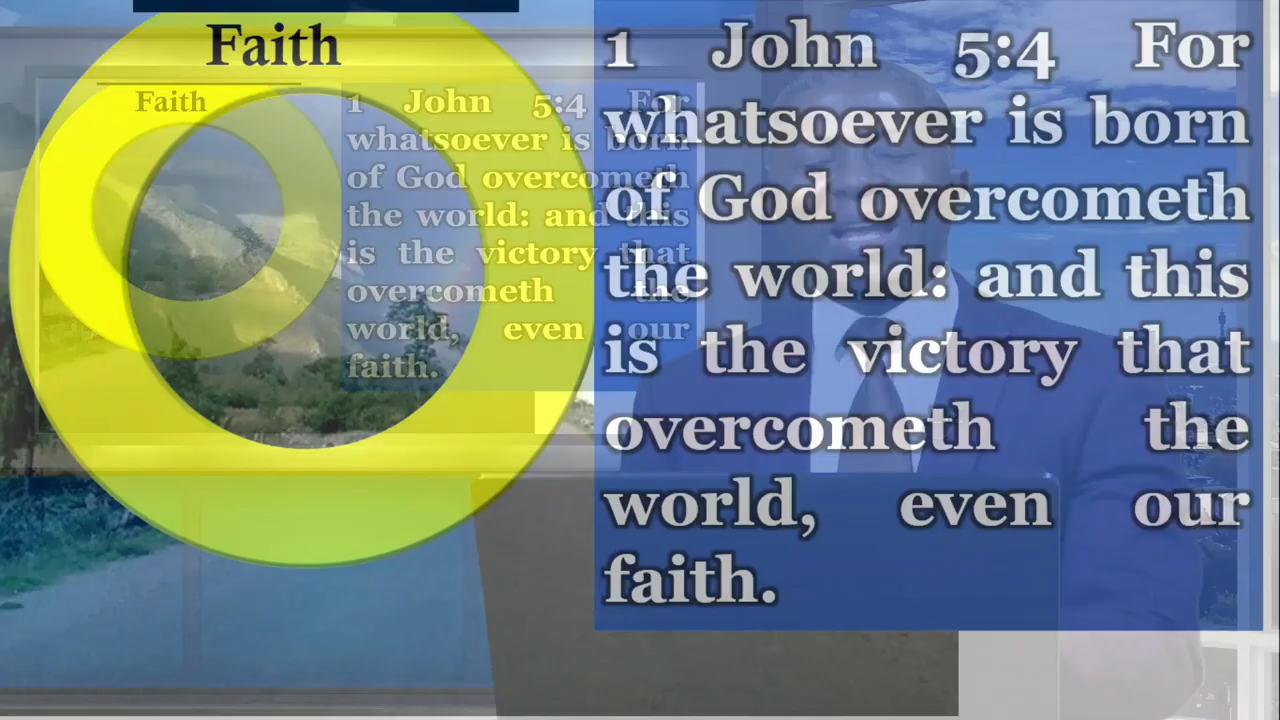 Faith
1 John 5:4 For
whatsoever is born
of God overcometh
the world: and this
is the victory that
overcometh the
world, even our
faith.
Faith
1 John 5:4 For
whatsoever is born
of God overcometh
the world: and this
is the victory that
overcometh the
world, even our
faith.